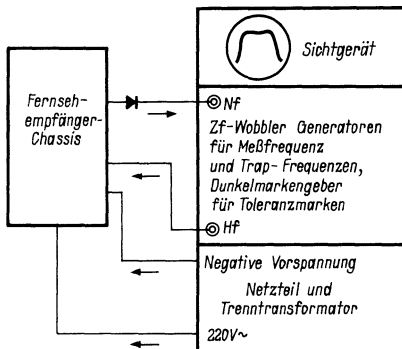 Sichtgerät
Fernseh-
empfänger-
Chassis
Nf
Zf-Wobbler Generatoren
für Meßfrequenz
und Trap-Frequenzen,
Dunkelmarkengeber
für Toleranzmarken
Hf
Negative Vorspannung
Netzteil und
Trenntransformator
220V~